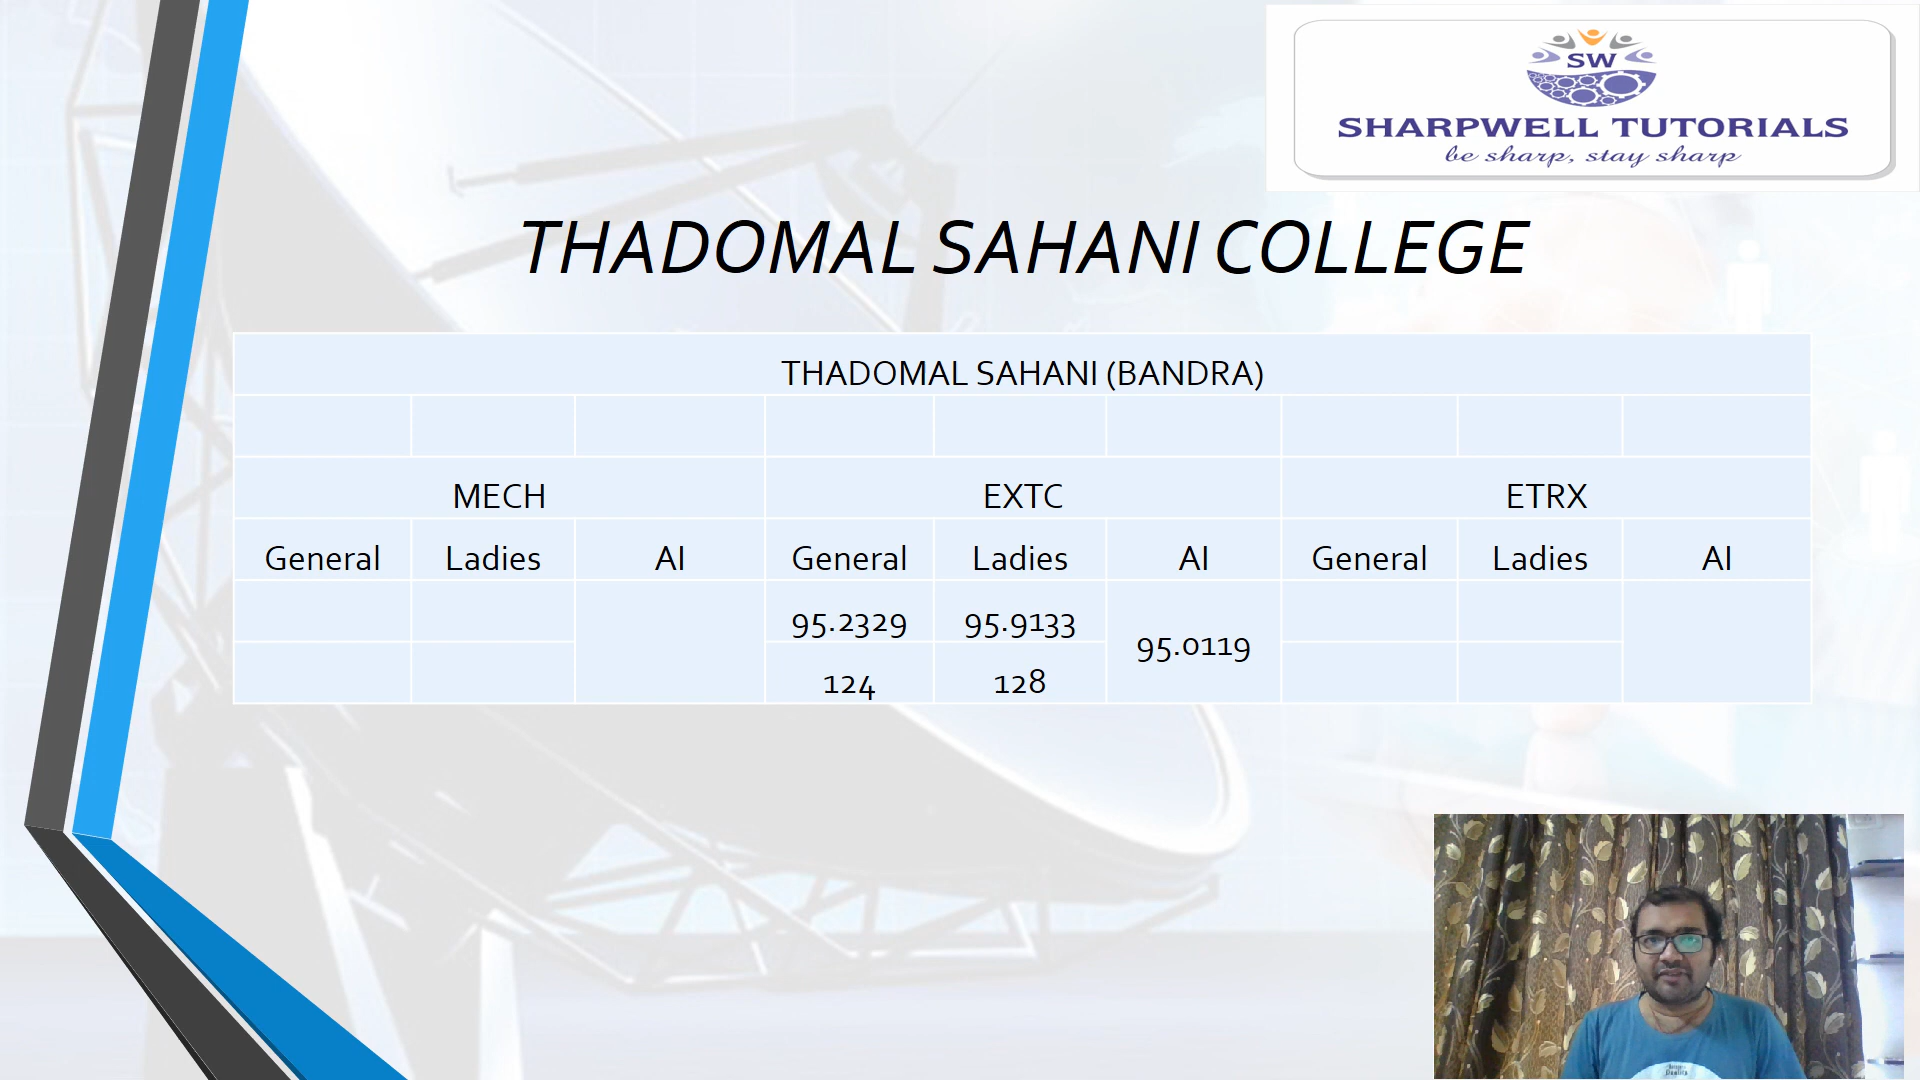 SW
SHARPWELL TUTORIALS
be sharp, stay sharp
THADOMAL SAHANI COLLEGE
THADOMAL SAHANI (BANDRA)
MECH EXTC ETRX
General Ladies AI General Ladies AI General Ladies AI
95.2329 95.9133 95.0119
124 128